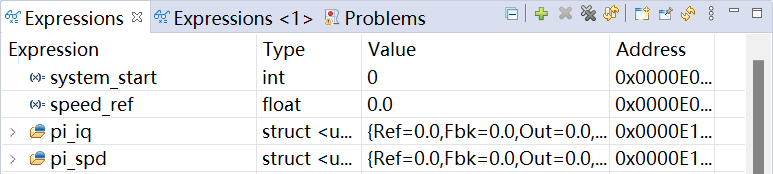 Expressions Expressions <1> Problems
Expression Type Value Address
system_start int 0 0x0000E0...
speed_ref float 0.0 0x0000E0...
pi_iq struct <u... {Ref=0.0,Fbk=0.0,Out=0.0,... 0x0000E1...
pi_spd struct <u... {Ref=0.0,Fbk=0.0,Out=0.0,... 0x0000E1...